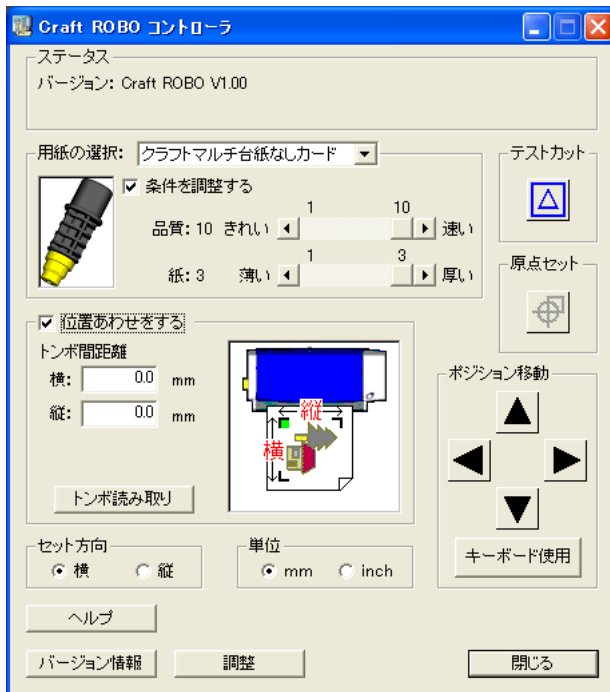 Craft ROBO コントローラ
ステータス
バージョン: Craft ROBO V1.00
用紙の選択: クラフトマルチ台紙なしカード
条件を調整する
1 10
品質: 10 きれい 速い
1 3
紙: 3 薄い 厚い
テストカット
原点セット
位置あわせをする
トンボ間距離
横: 0.0 mm
縦: 0.0 mm
縦
横
トンボ読み取り
ポジション移動
キーボード使用
セット方向
横 縦
単位
mm inch
ヘルプ
バージョン情報 調整 閉じる